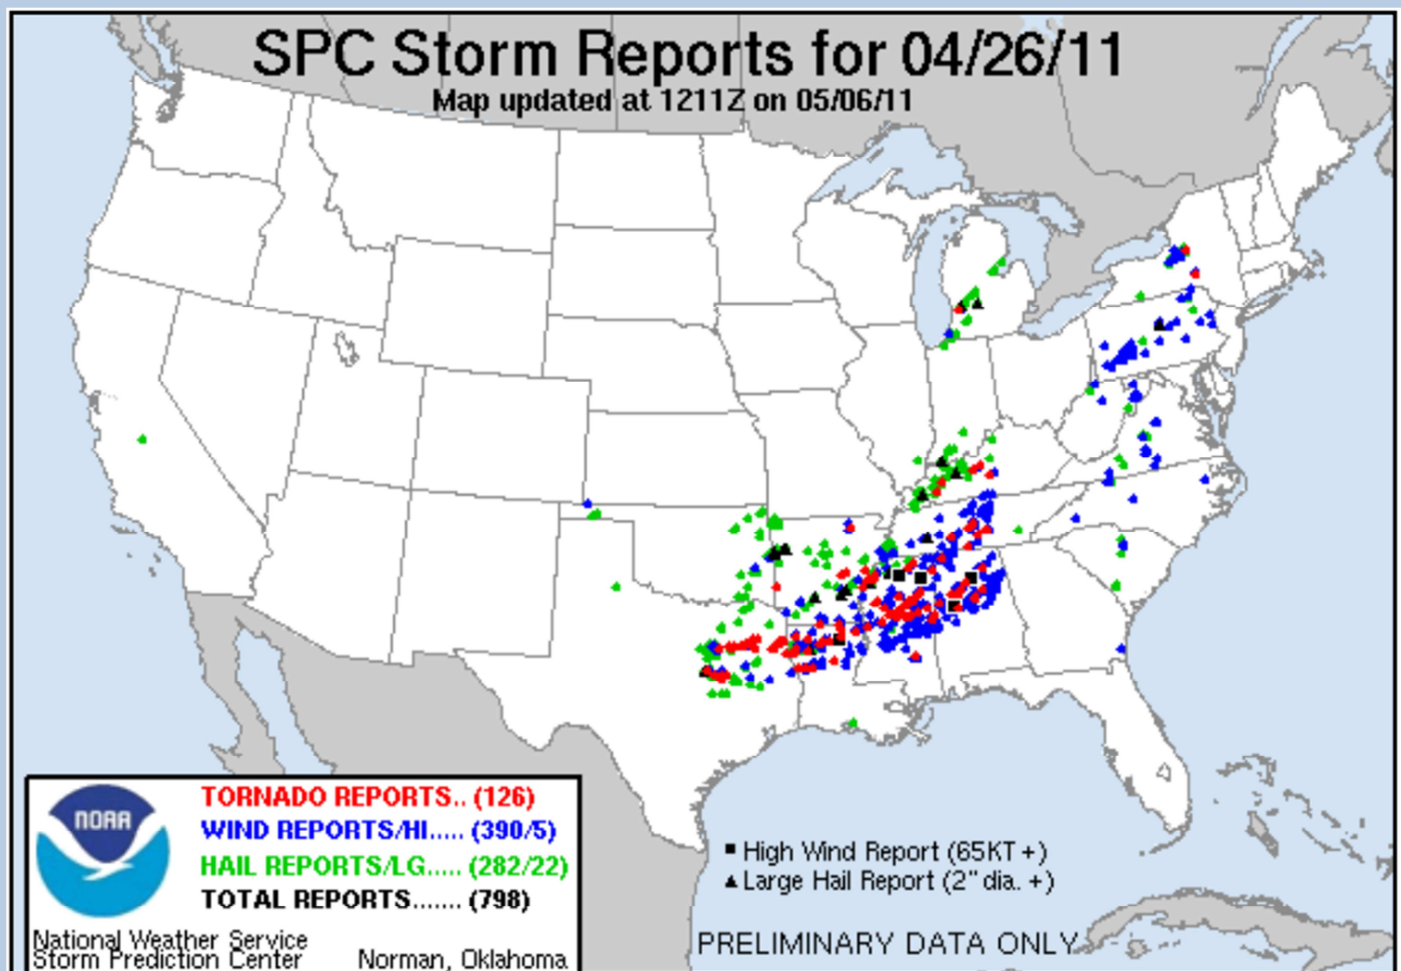 SPC Storm Reports for 04/26/11
Map updated at 1211Z on 05/06/11
NOAA
TORNADO REPORTS.. (126)
WIND REPORTS/HI..... (390/5)
HAIL REPORTS/LG..... (282/22)
TOTAL REPORTS....... (798)
National Weather Service
Storm Prediction Center Norman, Oklahoma
■ High Wind Report (65KT +)
▲ Large Hail Report (2" dia. +)
PRELIMINARY DATA ONLY